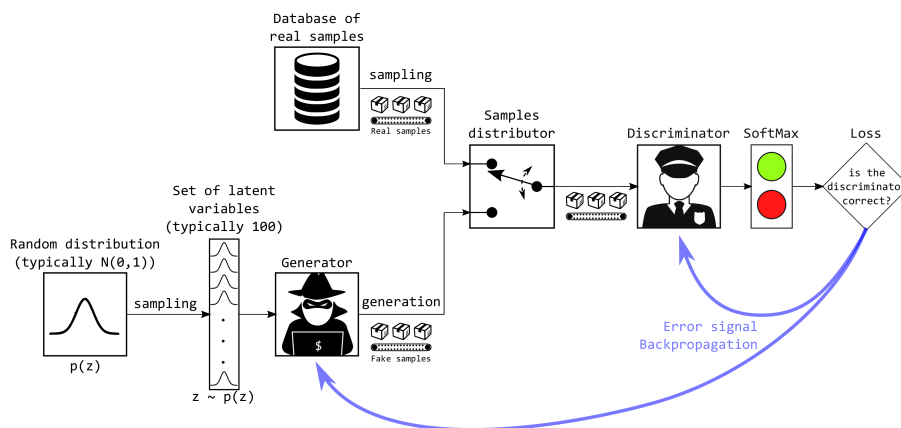 Database of
real samples
sampling
Real samples
Samples
distributor
Discriminator
SoftMax
Loss
is the
discriminator
correct?
Set of latent
variables
(typically 100)
Random distribution
(typically N(0,1))
sampling
p(z)
z ~ p(z)
Generator
$
generation
Fake samples
Error signal
Backpropagation